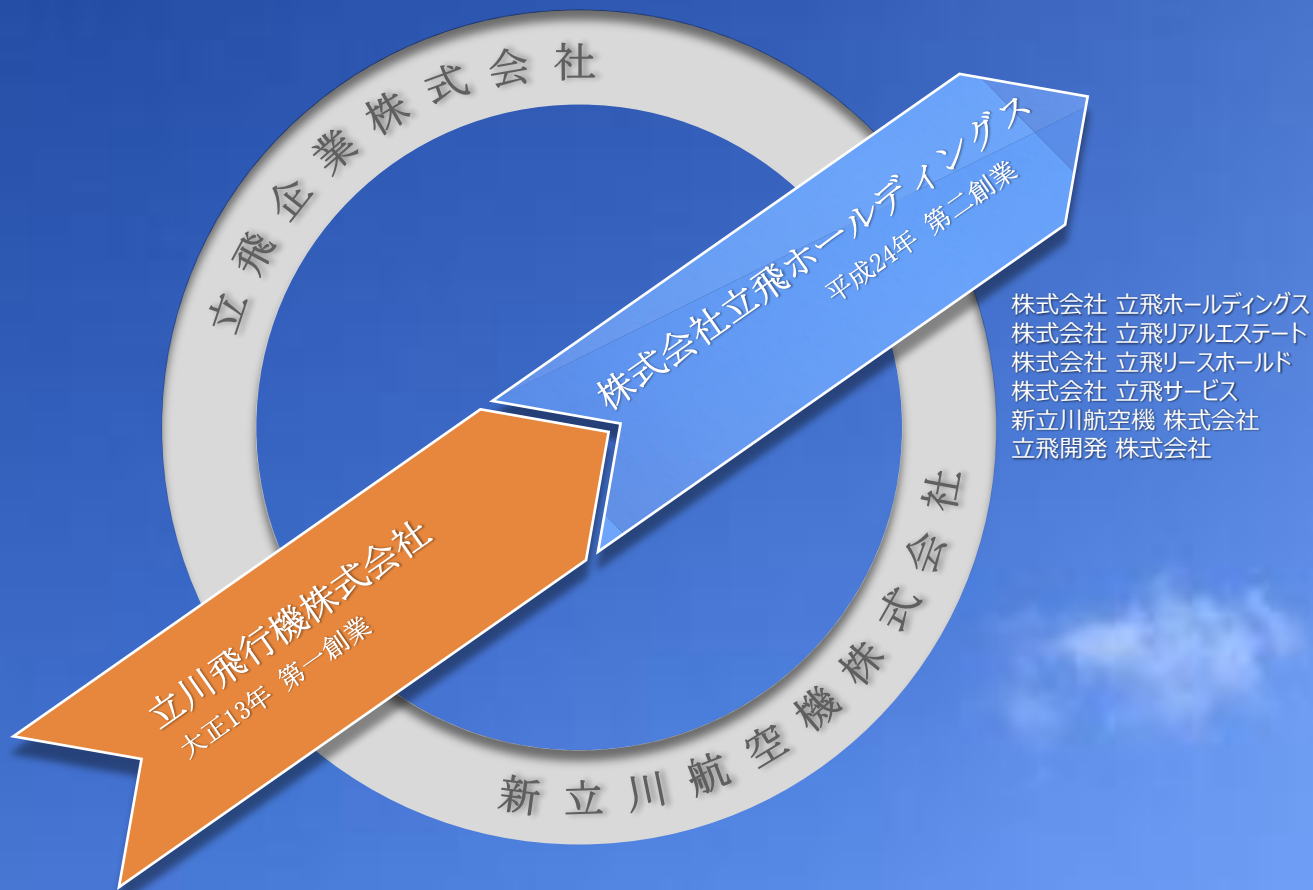 立飛企業株式会社
株式会社立飛ホールディングス
平成24年 第二創業
株式会社 立飛ホールディングス
株式会社 立飛リアルエステート
株式会社 立飛リースホールド
株式会社 立飛サービス
新立川航空機 株式会社
立飛開発 株式会社
立川飛行機株式会社
大正13年 第一創業
新立川航空機株式会社